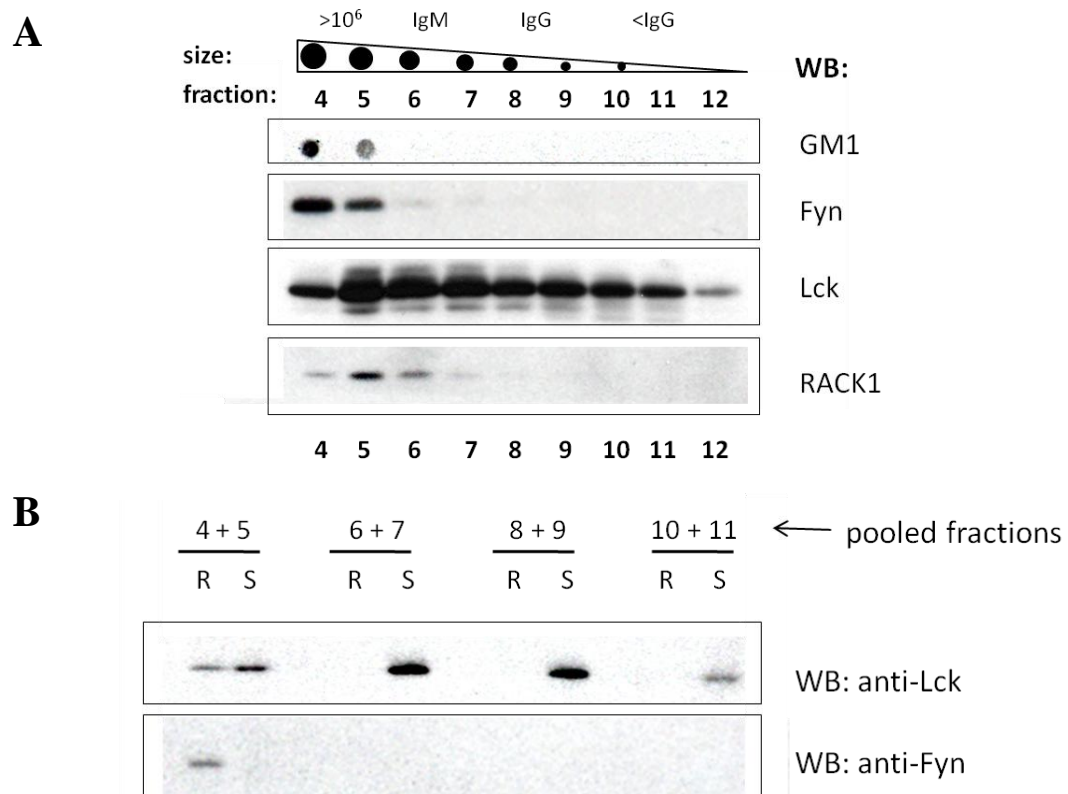 A
>10⁶ IgM IgG <IgG
size:
WB:
fraction: 4 5 6 7 8 9 10 11 12
GM1
Fyn
Lck
RACK1
4 5 6 7 8 9 10 11 12
B
4 + 5 6 + 7 8 + 9 10 + 11 pooled fractions
R S R S R S R S
WB: anti-Lck
WB: anti-Fyn